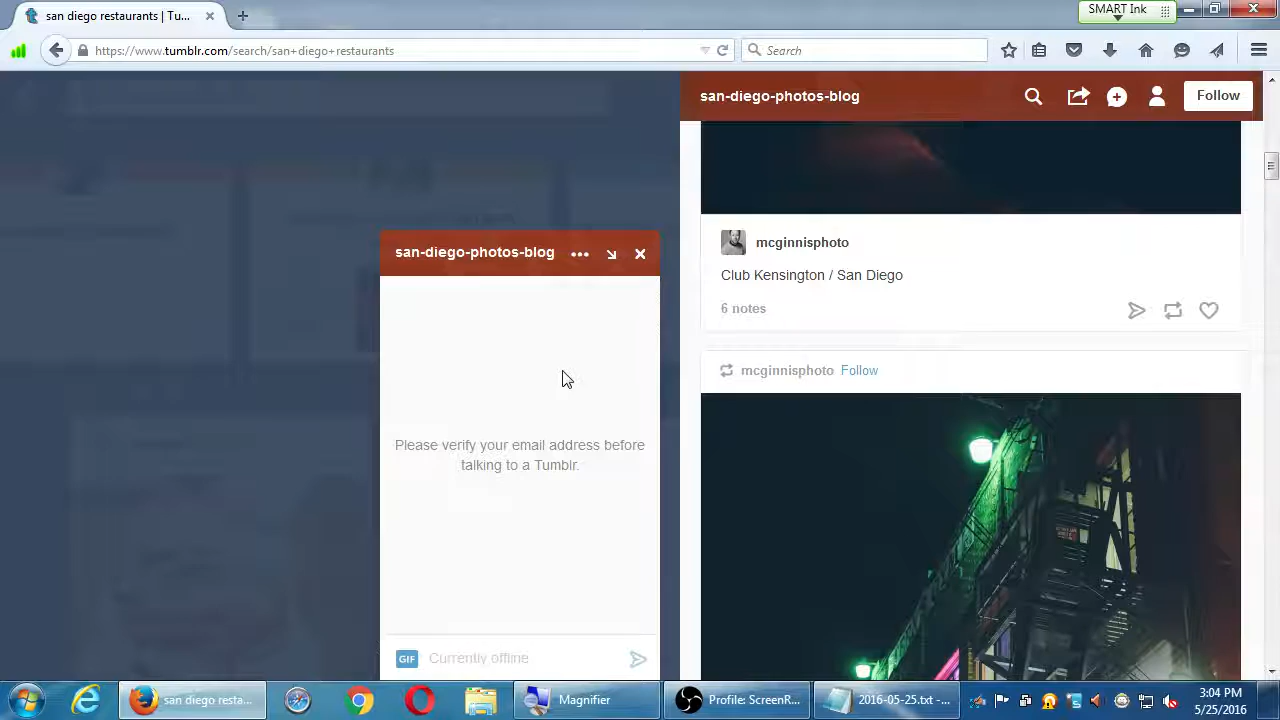 SMART Ink
san diego restaurants | Tu...
https://www.tumblr.com/search/san+diego+restaurants
Search
san-diego-photos-blog
Follow
mcginnisphoto
Club Kensington / San Diego
6 notes
mcginnisphoto Follow
san-diego-photos-blog
Please verify your email address before
talking to a Tumblr.
GIF Currently offline
san diego resta...
Magnifier
Profile: ScreenR...
2016-05-25.txt -...
3:04 PM
5/25/2016